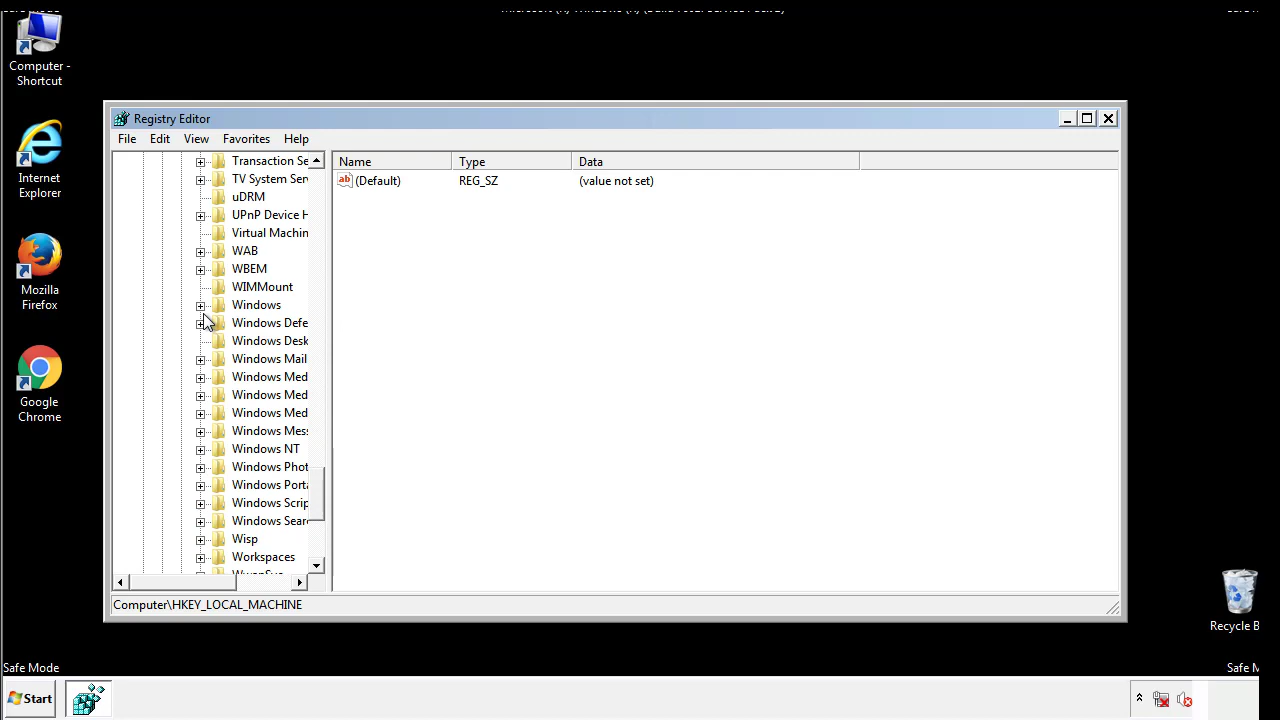 Computer -
Shortcut
Internet
Explorer
Mozilla
Firefox
Google
Chrome
Registry Editor
File Edit View Favorites Help
Transaction Se
TV System Ser
uDRM
UPnP Device H
Virtual Machin
WAB
WBEM
WIMMount
Windows
Windows Defe
Windows Desk
Windows Mail
Windows Med
Windows Med
Windows Med
Windows Mes
Windows NT
Windows Phot
Windows Porta
Windows Scrip
Windows Sear
Wisp
Workspaces
Name Type Data
ab (Default) REG_SZ (value not set)
Computer\HKEY_LOCAL_MACHINE
Recycle B
Safe Mode
Safe M
Start